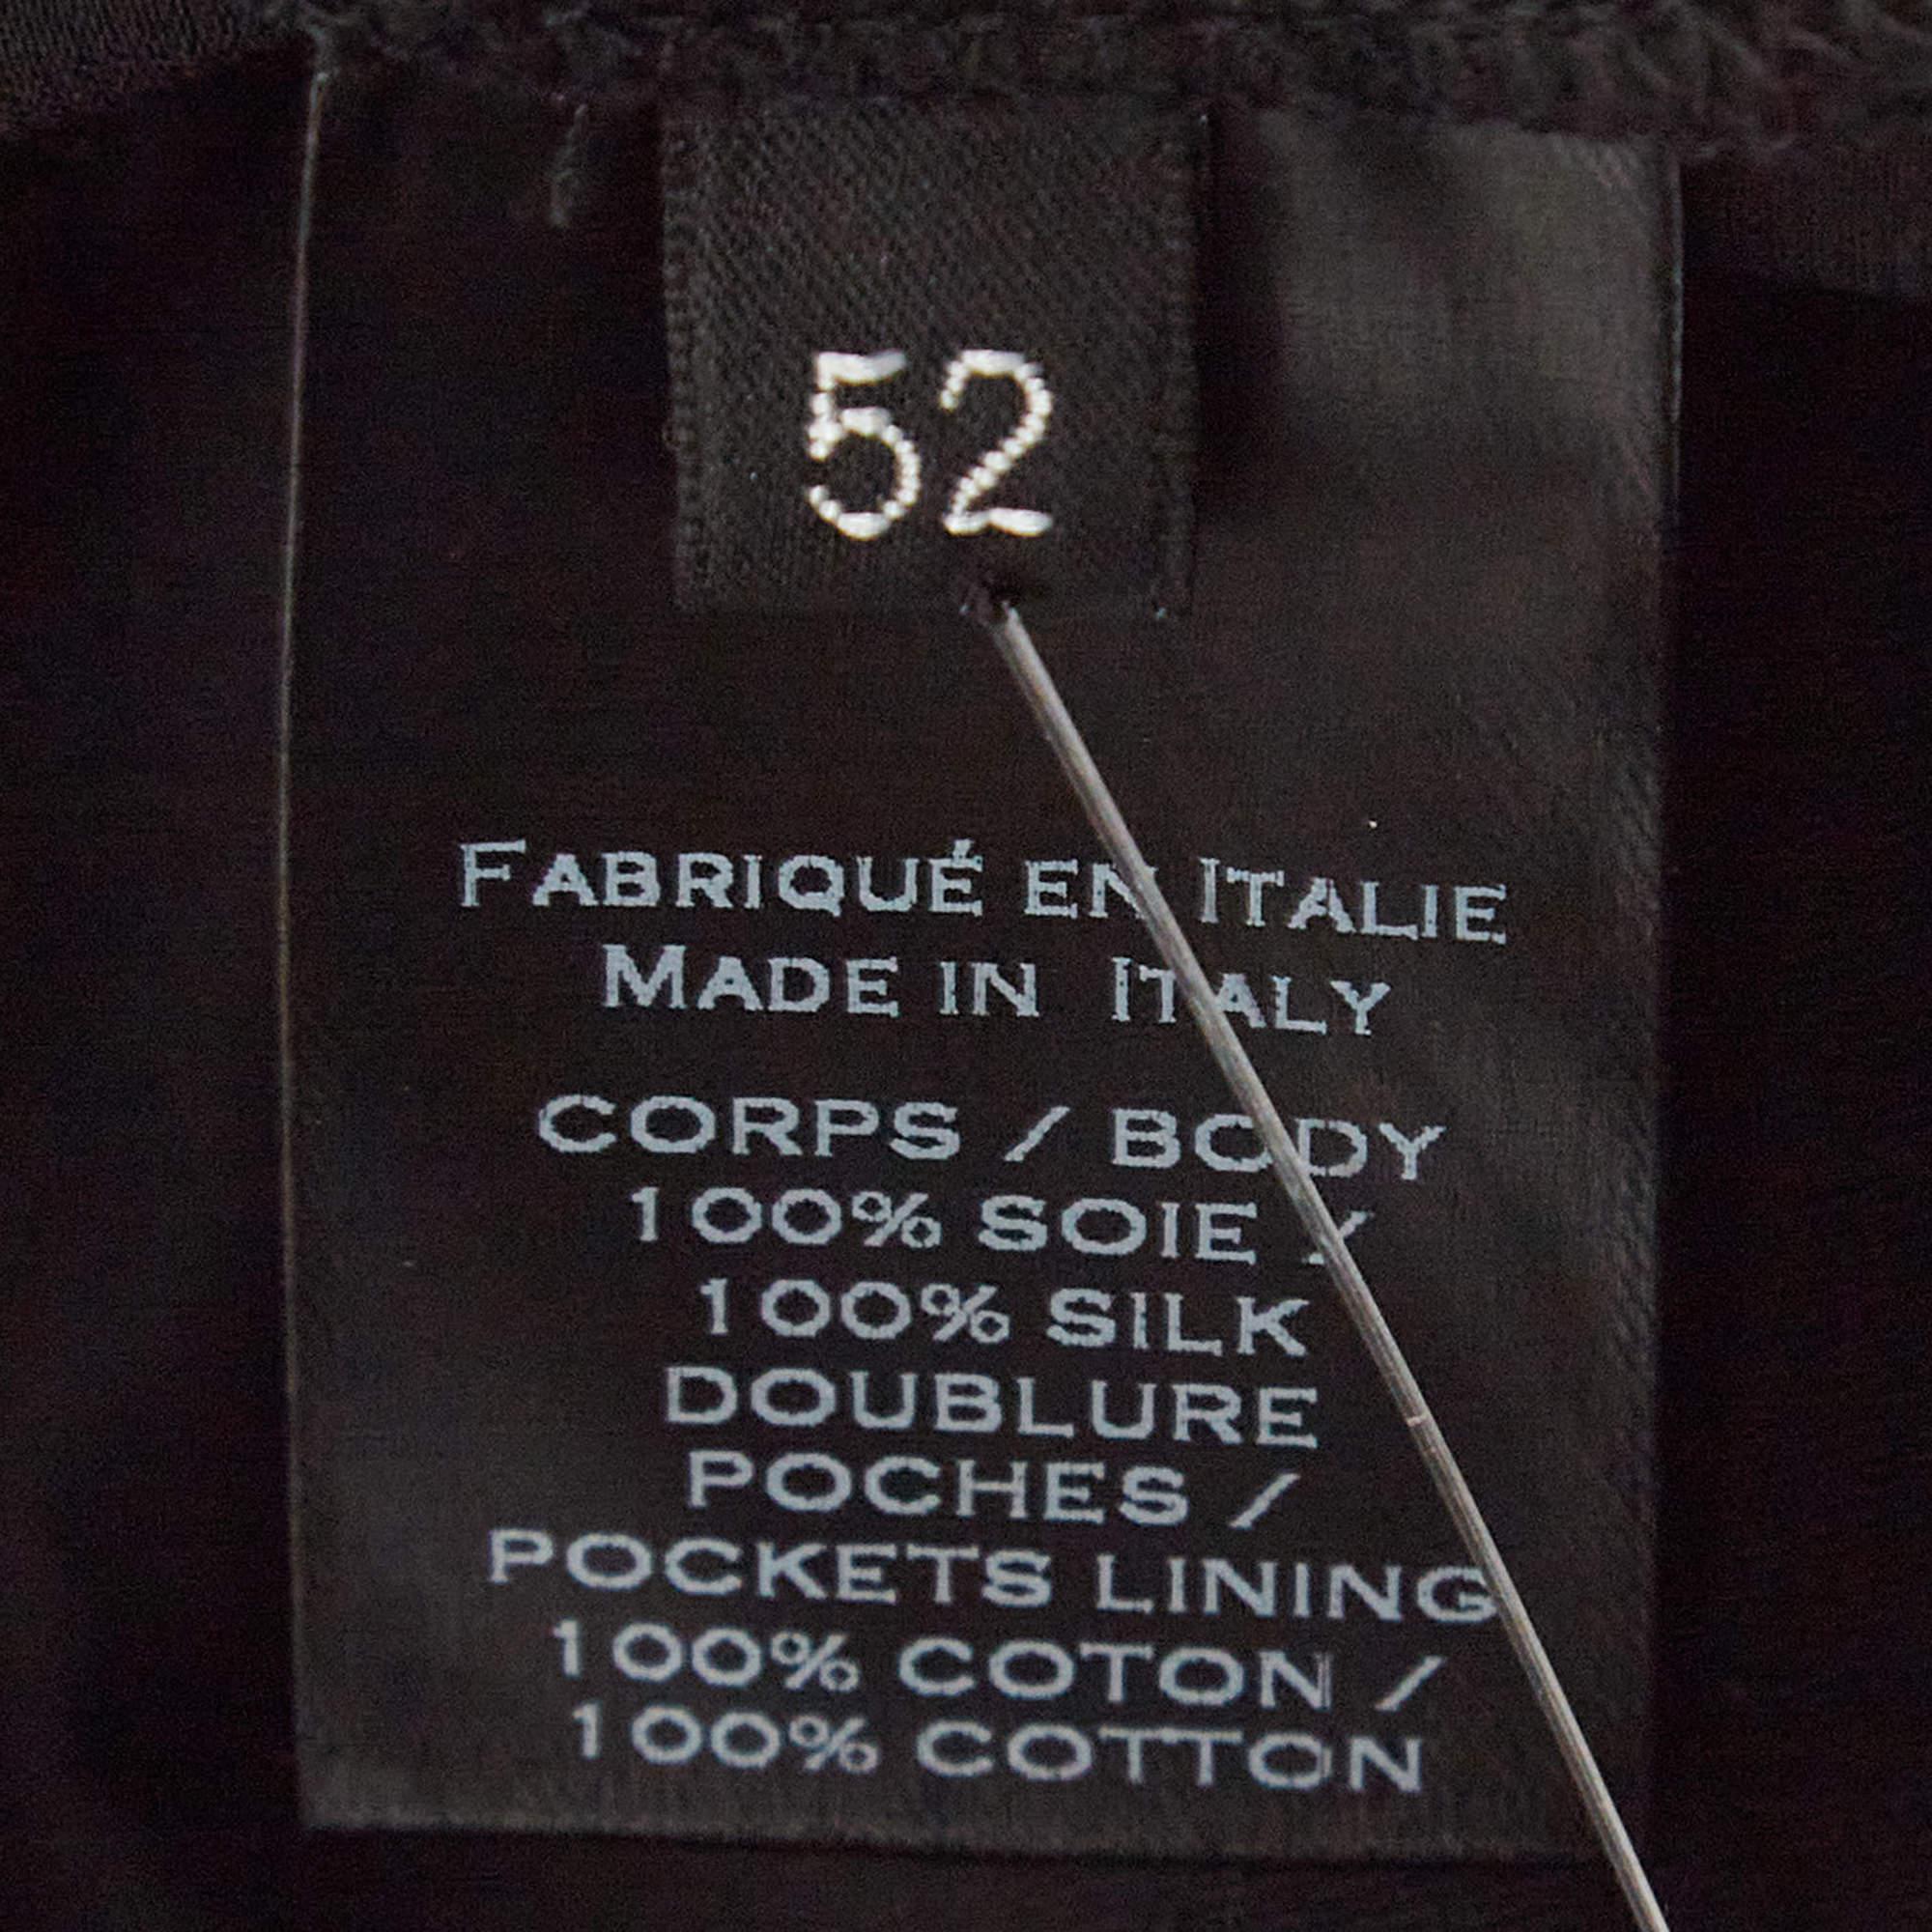 52
FABRIQUÉ EN ITALIE
MADE IN ITALY
CORPS / BODY
100% SOIE /
100% SILK
DOUBLURE
POCHES /
POCKETS LINING
100% COTON /
100% COTTON